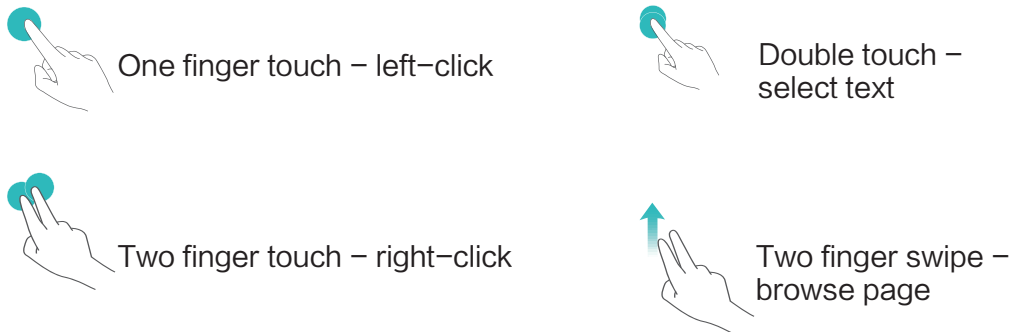 One finger touch – left–click
Double touch –
select text
Two finger touch – right–click
Two finger swipe –
browse page